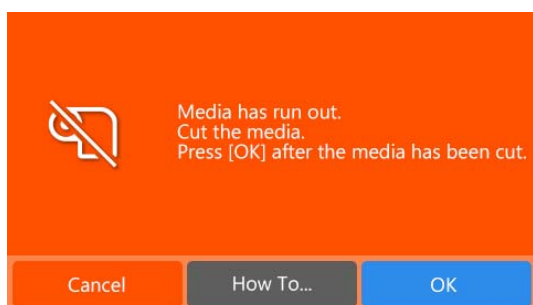 Media has run out.
Cut the media.
Press [OK] after the media has been cut.
Cancel
How To...
OK